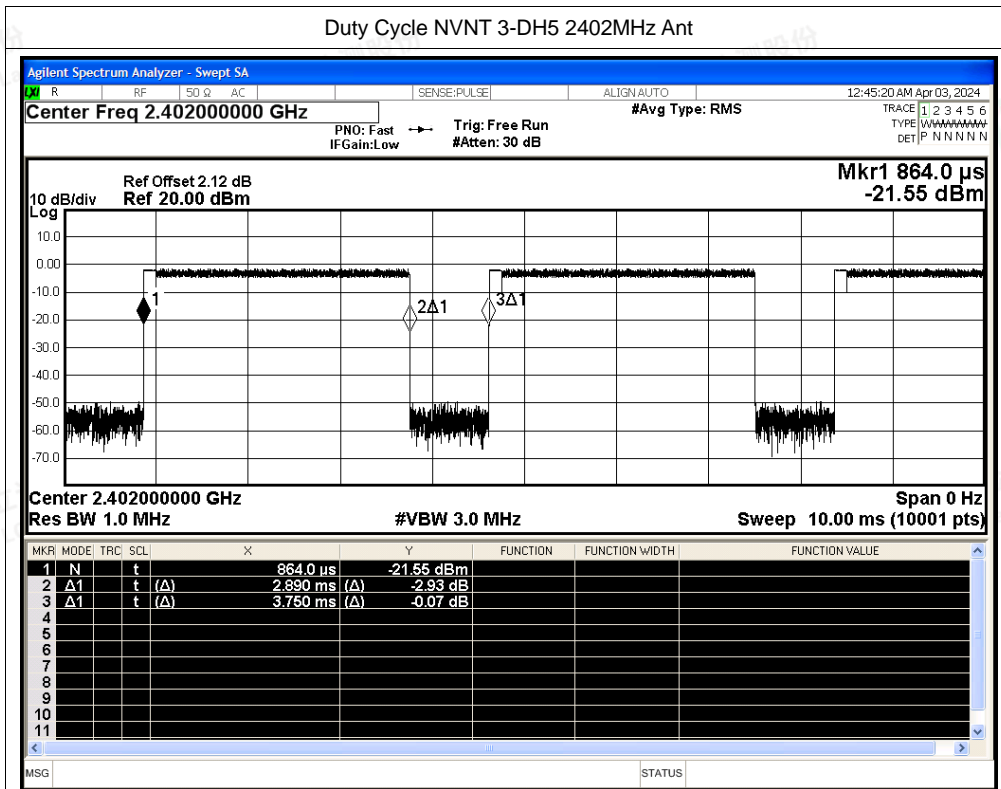 Duty Cycle NVNT 3-DH5 2402MHz Ant
Agilent Spectrum Analyzer - Swept SA
LXI R RF 50 Ω AC SENSE:PULSE ALIGN AUTO 12:45:20 AM Apr 03, 2024
Center Freq 2.402000000 GHz #Avg Type: RMS TRACE 1 2 3 4 5 6
PNO: Fast Trig: Free Run TYPE WWWWWW
IFGain:Low #Atten: 30 dB DET P N N N N N
Mkr1 864.0 µs
Ref Offset 2.12 dB
10 dB/div Ref 20.00 dBm -21.55 dBm
Log
10.0
0.00
-10.0
1 2Δ1 3Δ1
-20.0
-30.0
-40.0
-50.0
-60.0
-70.0
Center 2.402000000 GHz Span 0 Hz
Res BW 1.0 MHz #VBW 3.0 MHz Sweep 10.00 ms (10001 pts)
MKR MODE TRC SCL X Y FUNCTION FUNCTION WIDTH FUNCTION VALUE
1 N t 864.0 µs -21.55 dBm
2 Δ1 t (Δ) 2.890 ms (Δ) -2.93 dB
3 Δ1 t (Δ) 3.750 ms (Δ) -0.07 dB
4
5
6
7
8
9
10
11
MSG STATUS